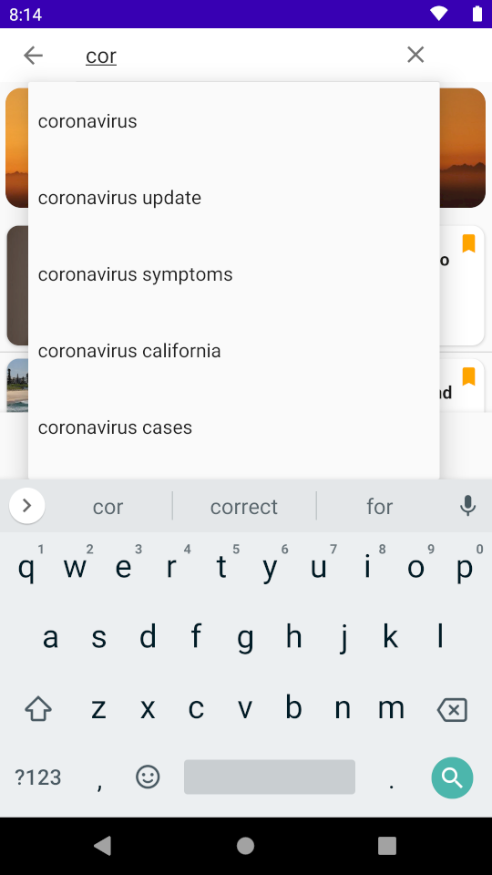 8:14
cor
coronavirus
coronavirus update
o
coronavirus symptoms
coronavirus california
nd
coronavirus cases
cor correct for
1 2 3 4 5 6 7 8 9 0
q w e r t y u i o p
a s d f g h j k l
z x c v b n m
?123 , .